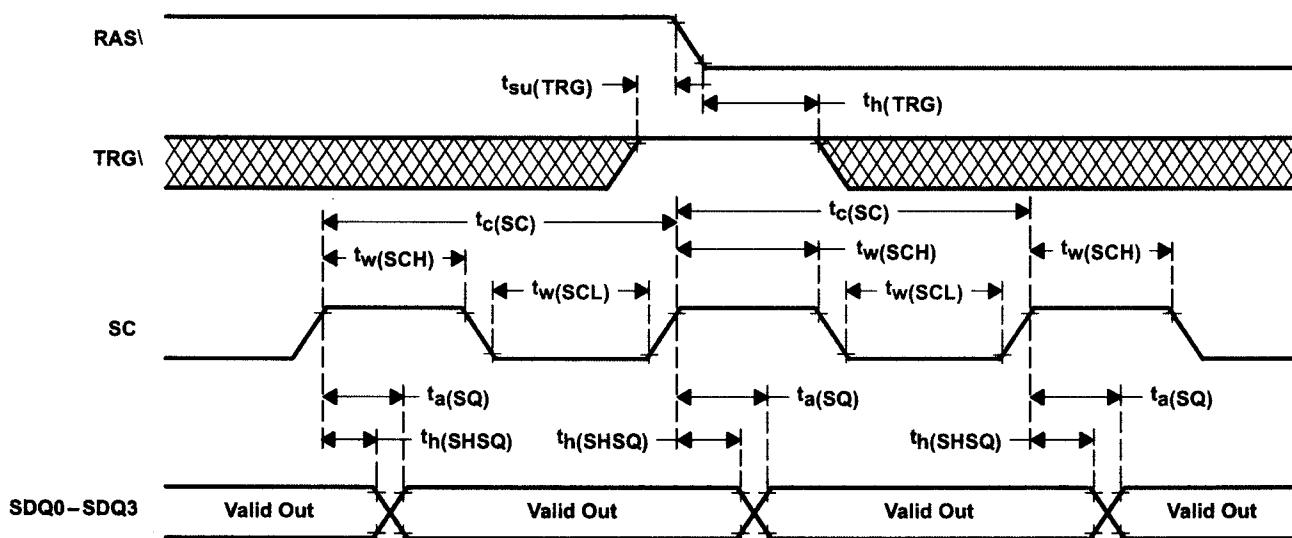 RAS\
tsu(TRG)
th(TRG)
TRG\
tc(SC)
tc(SC)
tw(SCH)
tw(SCH)
tw(SCH)
tw(SCL)
tw(SCL)
SC
ta(SQ)
ta(SQ)
ta(SQ)
th(SHSQ)
th(SHSQ)
th(SHSQ)
SDQ0–SDQ3
Valid Out
Valid Out
Valid Out
Valid Out